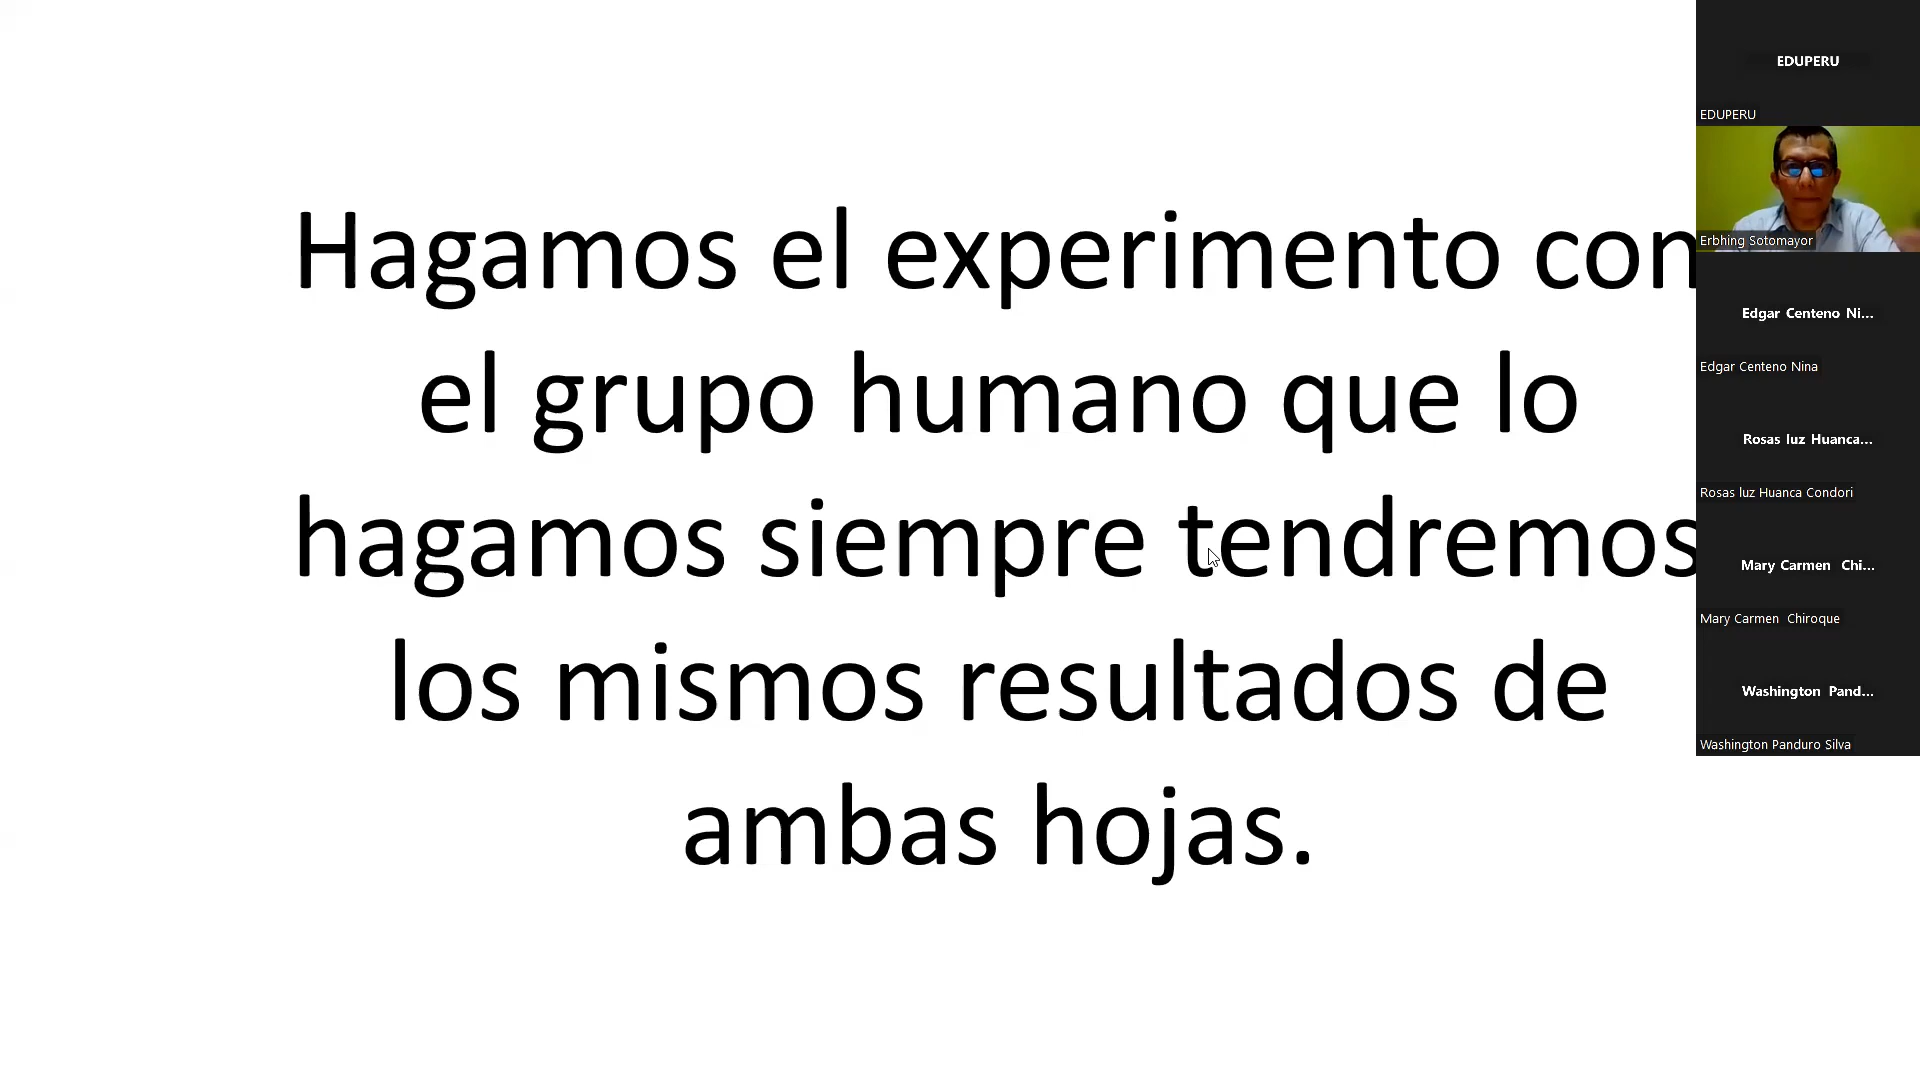 Hagamos el experimento con
el grupo humano que lo
hagamos siempre tendremos
los mismos resultados de
ambas hojas.
EDUPERU
EDUPERU
Erbhing Sotomayor
Edgar Centeno Ni...
Edgar Centeno Nina
Rosas luz Huanca...
Rosas luz Huanca Condori
Mary Carmen  Chi...
Mary Carmen  Chiroque
Washington Pand...
Washington Panduro Silva